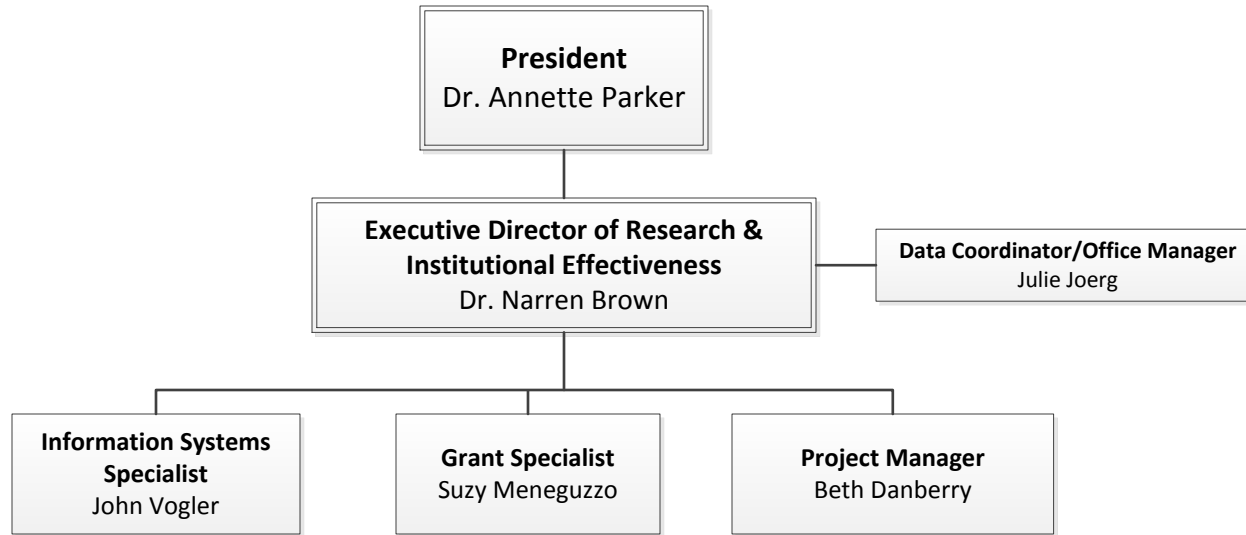 President
Dr. Annette Parker
Executive Director of Research &
Institutional Effectiveness
Dr. Narren Brown
Data Coordinator/Office Manager
Julie Joerg
Information Systems
Specialist
John Vogler
Grant Specialist
Suzy Meneguzzo
Project Manager
Beth Danberry